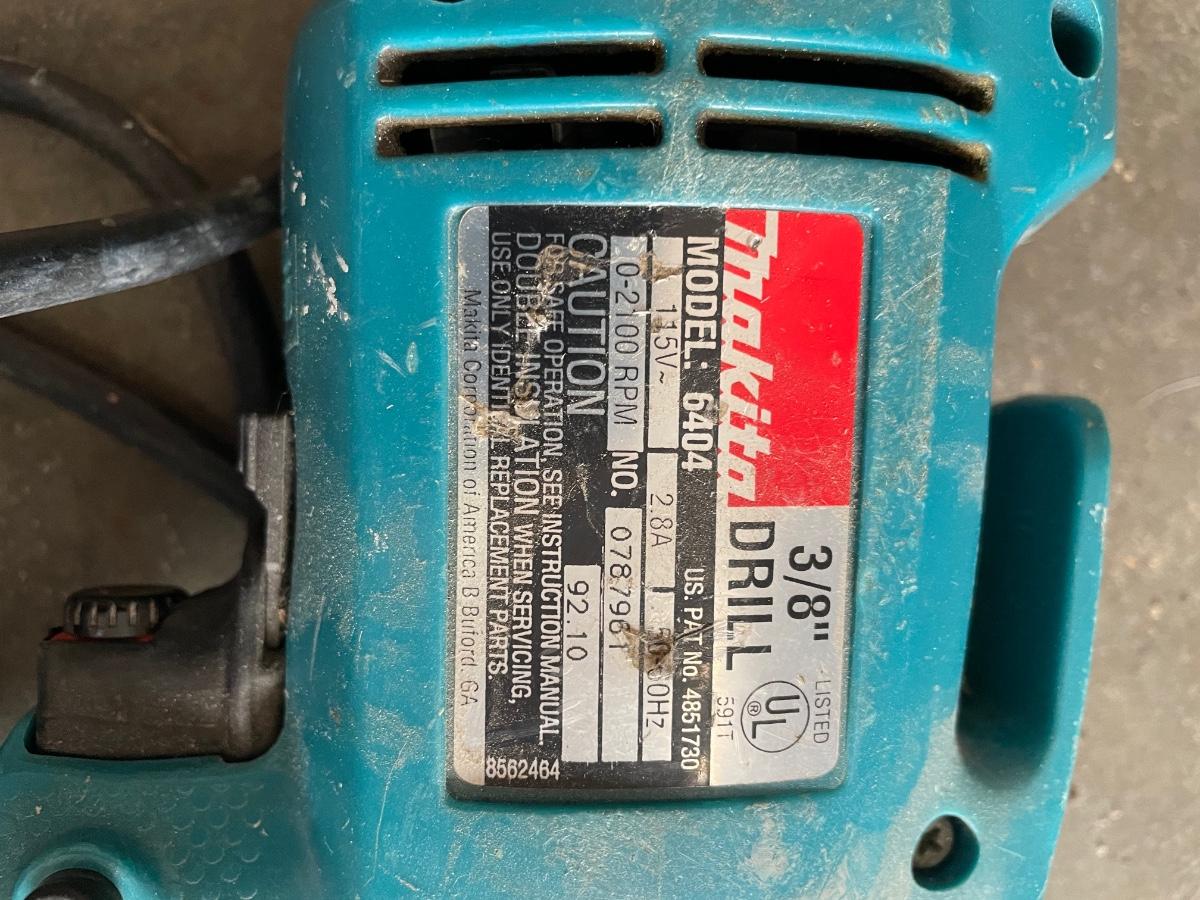 makita
3/8"
DRILL
LISTED
UL
®
591T
MODEL: 6404
US. PAT No. 4851730
115V~ 2.8A
0-2100 RPM NO.
92.10
CAUTION
FOR SAFE OPERATION, SEE INSTRUCTION MANUAL,
DOUBLE INSULATION WHEN SERVICING,
USE ONLY IDENTICAL REPLACEMENT PARTS.
8562464
Makita Corporation of America B Buford. GA